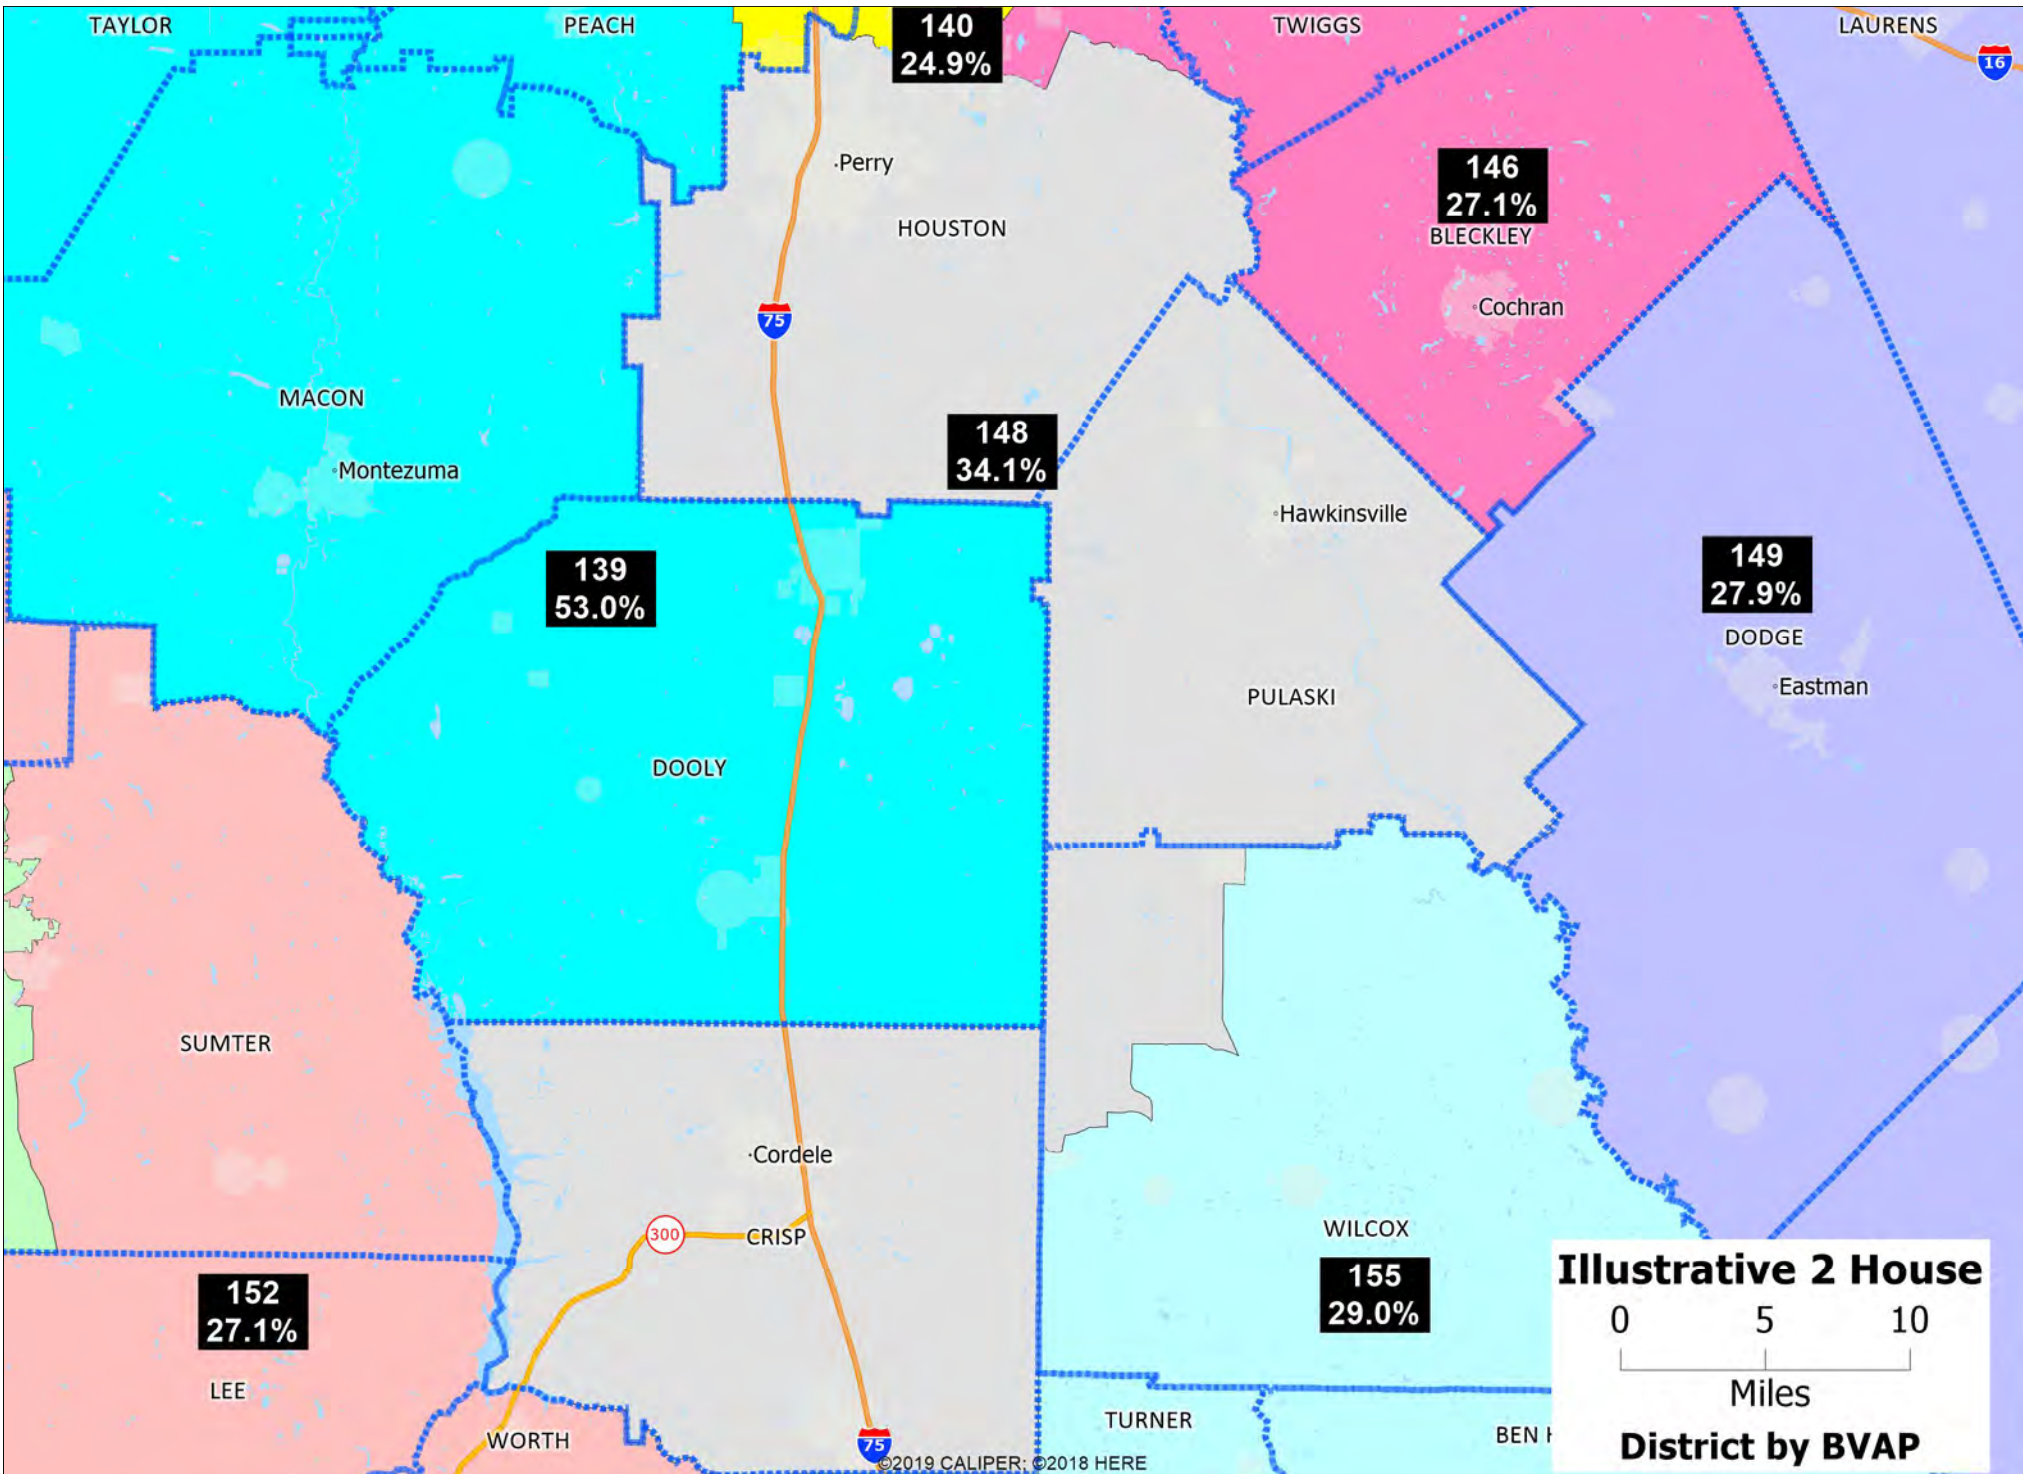 TAYLOR
PEACH
140
24.9%
TWIGGS
LAURENS
16
Perry
146
27.1%
HOUSTON
BLECKLEY
Cochran
75
MACON
148
34.1%
Montezuma
Hawkinsville
139
53.0%
149
27.9%
DODGE
Eastman
PULASKI
DOOLY
SUMTER
Cordele
300
CRISP
WILCOX
152
27.1%
155
29.0%
LEE
TURNER
WORTH
75
BEN H
©2019 CALIPER; ©2018 HERE
Illustrative 2 House
0 5 10
Miles
District by BVAP